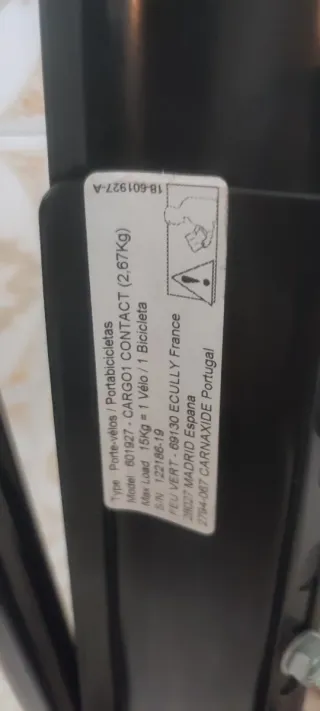 Type Porte-vélos / Portabicicletas
Model 601927 - CARGO1 CONTACT (2,67Kg)
Max Load 15Kg = 1 Vélo / 1 Bicicleta
S/N 122186-19
FEU VERT - 69130 ECULLY France
28027 MADRID Espana
2794-067 CARNAXIDE Portugal
18-601927-A